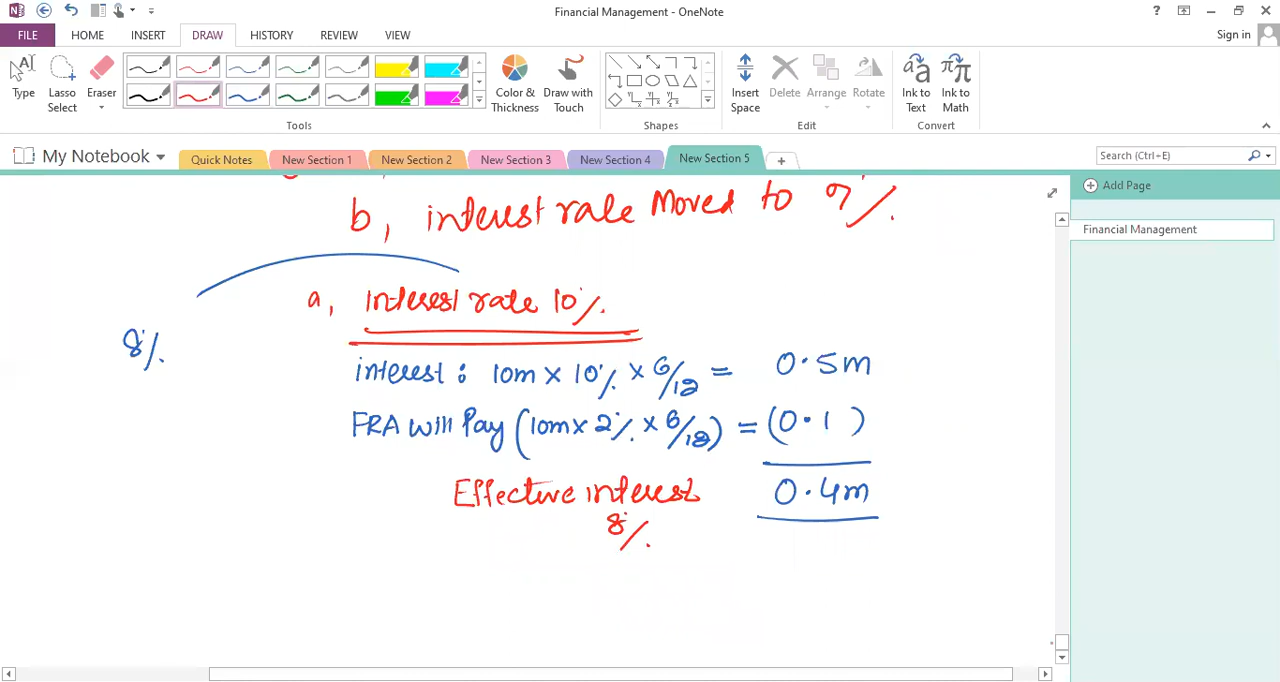 Financial Management - OneNote
FILE HOME INSERT DRAW HISTORY REVIEW VIEW
Sign in
Type
Lasso Select
Eraser
Color & Thickness
Draw with Touch
Insert Space
Delete
Arrange
Rotate
Ink to Text
Ink to Math
Tools
Shapes
Edit
Convert
My Notebook
Quick Notes New Section 1 New Section 2 New Section 3 New Section 4 New Section 5
Search (Ctrl+E)
Add Page
Financial Management
b, interest rate Moved to
a, Interest rate 10%
8%
interest : 10m x 10% x 6/12 = 0.5m
FRA will Pay (10m x 2% x 6/12) = (0.1)
Effective interest 0.4m
8%